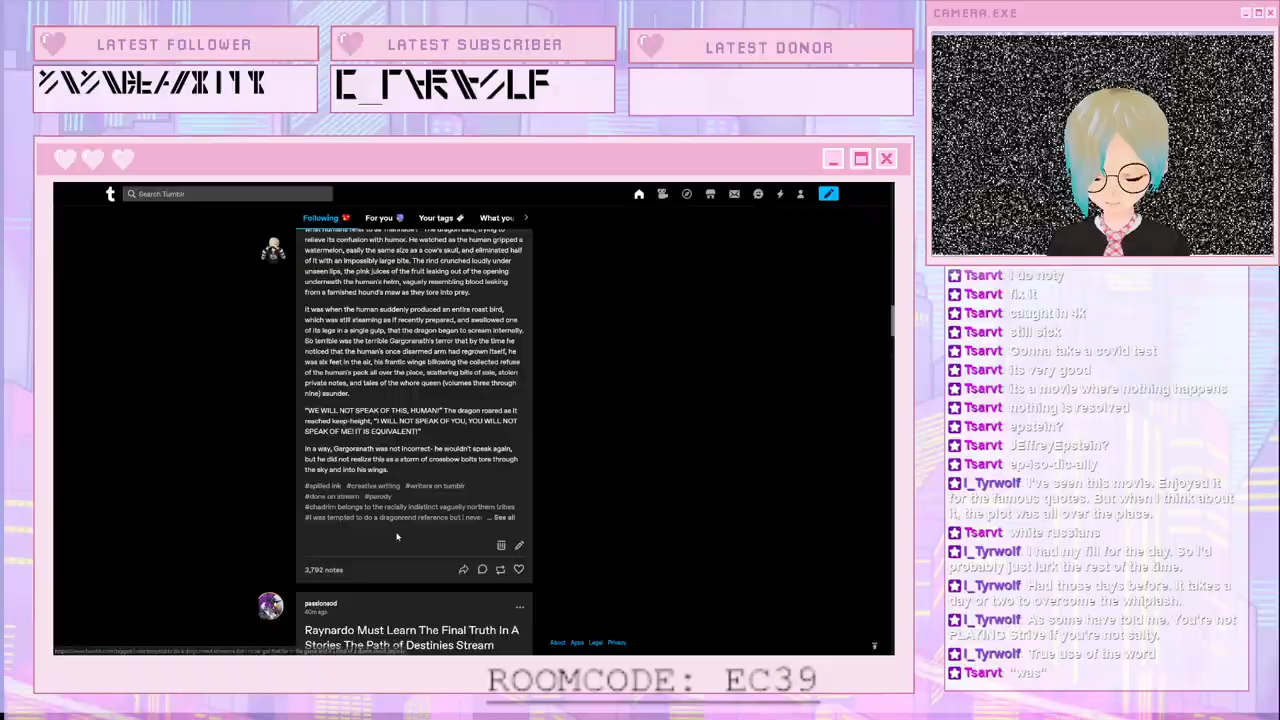 LATEST FOLLOWER
LATEST SUBSCRIBER
LATEST DONOR
CAMERA.EXE
t
Search Tumblr
Following
For you
Your tags
What you
relieve its confusion with humor. He watched as the human gripped a
watermelon, easily the same size as a cow's skull, and eliminated half
of it with an impossibly large bite. The rind crunched loudly under
unseen lips, the pink juices of the fruit leaking out of the opening
underneath the human's helm, vaguely resembling blood leaking
from a famished hound's maw as they tore into prey.
It was when the human suddenly produced an entire roast bird,
which was still steaming as if recently prepared, and swallowed one
of its legs in a single gulp, that the dragon began to scream internally.
So terrible was the terrible Gargoranath's terror that by the time he
noticed that the human's once disarmed arm had regrown itself, he
was six feet in the air, his frantic wings billowing the collected refuse
of the human's pack all over the place, scattering bills of sale, stolen
private notes, and tales of the whole queen (volumes three through
nine) asunder.
"WE WILL NOT SPEAK OF THIS, HUMAN!" The dragon roared as it
reached keep-height, "I WILL NOT SPEAK OF YOU, YOU WILL NOT
SPEAK OF ME! IT IS EQUIVALENT!"
In a way, Gargoranath was not incorrect- he wouldn't speak again,
but he did not realize this as a storm of crossbow bolts tore through
the sky and into his wings.
#spilled ink #creative writing #writers on tumblr
#done on stream #parody
#chadrim belongs to the racially indistinct vaguely northern tribes
#i was tempted to do a dragonrend reference but i neve ... See all
3,792 notes
passionsod
40m ago
Raynardo Must Learn The Final Truth In A
Stories The Path of Destinies Stream
About Apps Legal Privacy
Tsarvt I do noty
Tsarvt fix it
Tsarvt caught in 4k
Tsarvt still sick
Tsarvt Gonna take a covid test
Tsarvt Its very good
Tsarvt Its a movie where nothing happens
Tsarvt nothing is resolved
Tsarvt epstein?
Tsarvt JEffreyEpstein?
Tsarvt ep-iso-dic-ally
I_Tyrwolf I've seen this movie. Enjoyed it
for the famous quotes. But when I think about
it, the plot was all over the place.
Tsarvt white russians
I_Tyrwolf I had my fill for the day. So I'd
probably just lurk the rest of the time.
I_Tyrwolf Had those days before. It takes a
day or two to overcome the whiplash.
I_Tyrwolf As one have told me. You're not
PLAYING SMTV if you're not salty.
I_Tyrwolf True use of the word
Tsarvt "was"
ROOMCODE: EC39